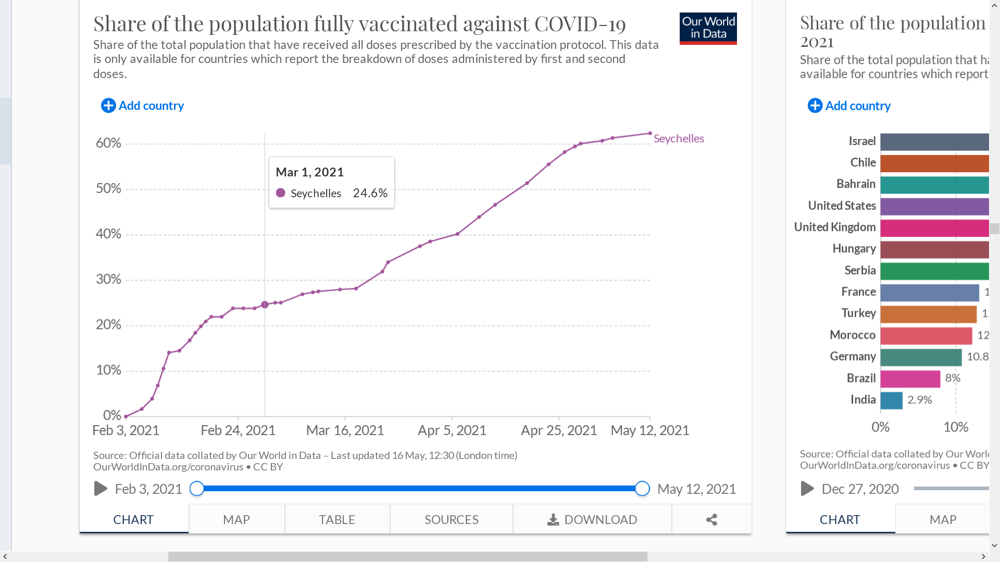 Share of the population fully vaccinated against COVID-19
Our World
in Data
Share of the total population that have received all doses prescribed by the vaccination protocol. This data
is only available for countries which report the breakdown of doses administered by first and second
doses.
Add country
60%
50%
40%
30%
20%
10%
0%
Seychelles
Mar 1, 2021
Seychelles 24.6%
Feb 3, 2021 Feb 24, 2021 Mar 16, 2021 Apr 5, 2021 Apr 25, 2021 May 12, 2021
Source: Official data collated by Our World in Data – Last updated 16 May, 12:30 (London time)
OurWorldInData.org/coronavirus • CC BY
Feb 3, 2021 May 12, 2021
CHART MAP TABLE SOURCES DOWNLOAD
Share of the population
2021
Share of the total population that
available for countries which report
Add country
Israel
Chile
Bahrain
United States
United Kingdom
Hungary
Serbia
France
Turkey
Morocco 12
Germany 10.8
Brazil 8%
India 2.9%
0% 10%
Source: Official data collated by Our
OurWorldInData.org/coronavirus • CC BY
Dec 27, 2020
CHART MAP